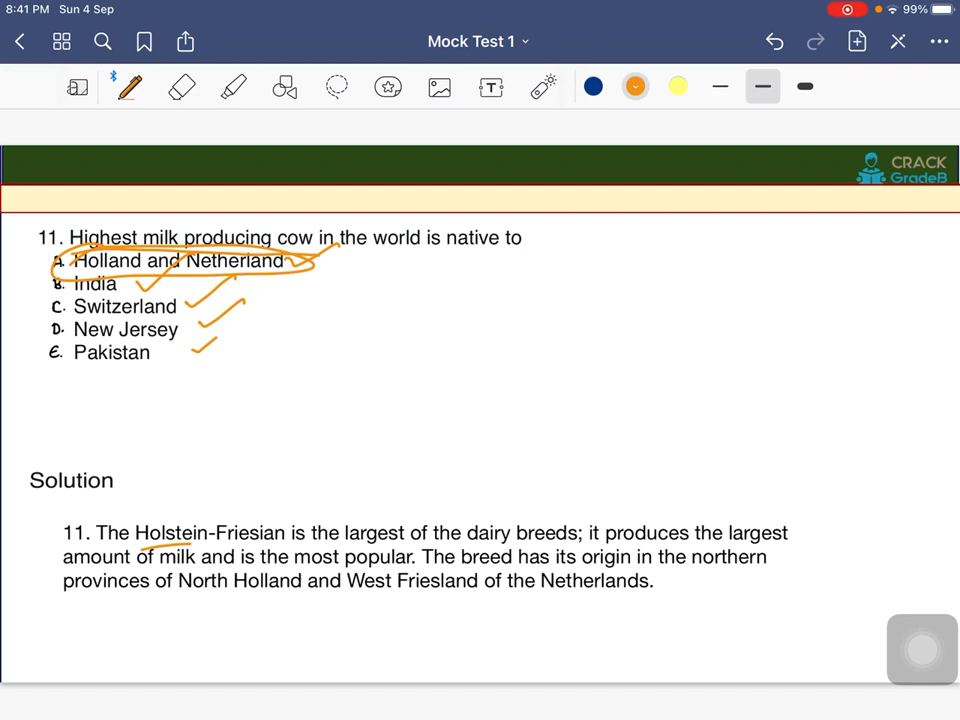 8:41 PM Sun 4 Sep
99%
Mock Test 1
T
CRACK
GradeB
11. Highest milk producing cow in the world is native to
A. Holland and Netherland
B. India
C. Switzerland
D. New Jersey
E. Pakistan
Solution
11. The Holstein-Friesian is the largest of the dairy breeds; it produces the largest
amount of milk and is the most popular. The breed has its origin in the northern
provinces of North Holland and West Friesland of the Netherlands.